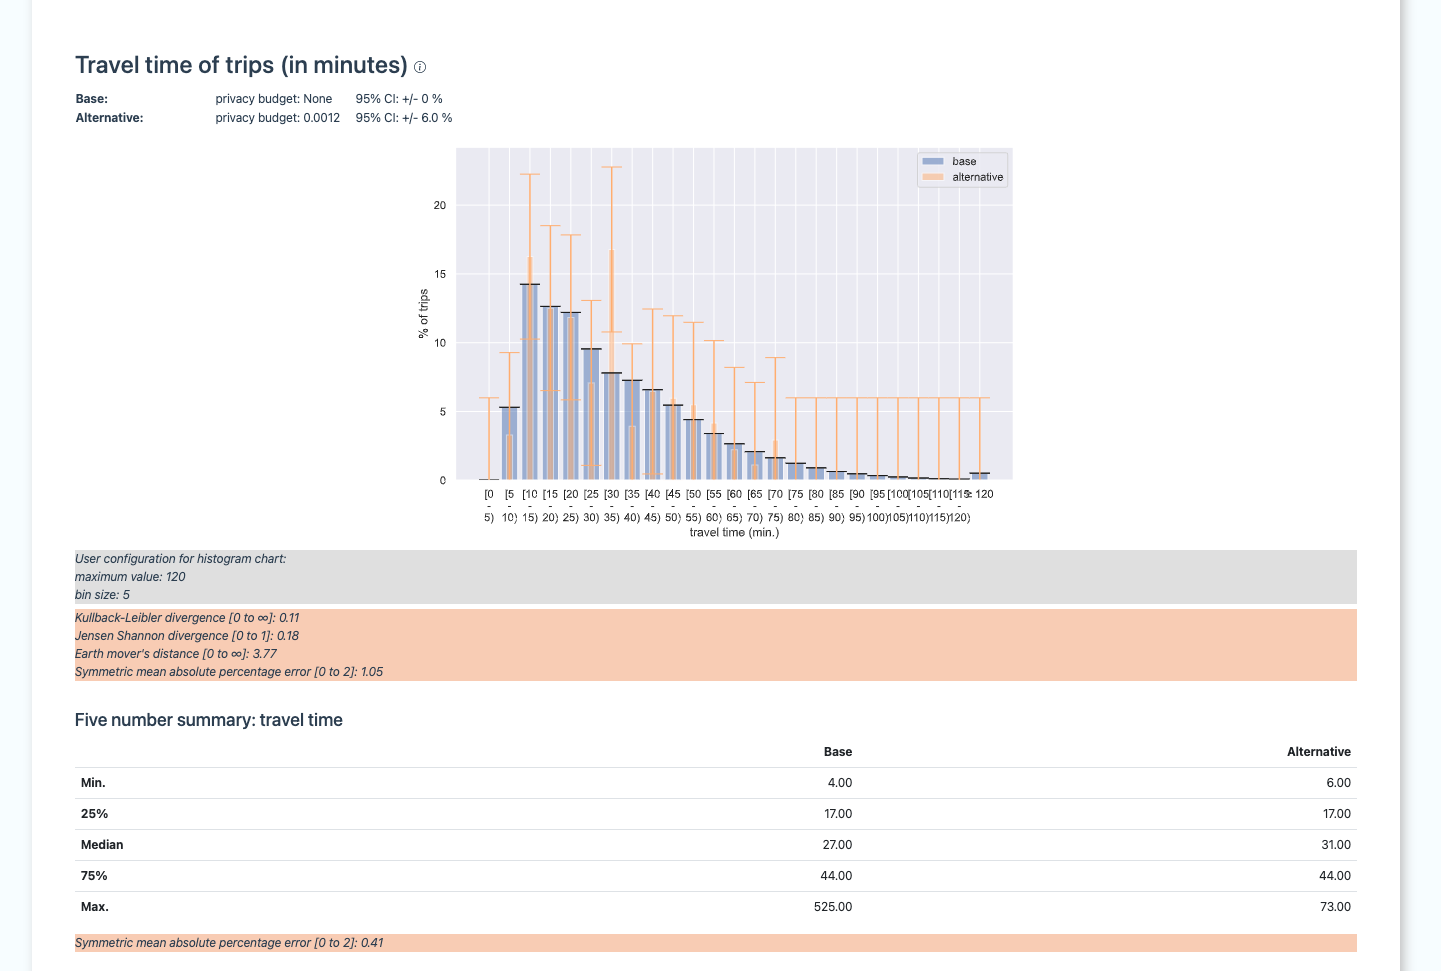 Travel time of trips (in minutes)
Base: privacy budget: None 95% CI: +/- 0 %
Alternative: privacy budget: 0.0012 95% CI: +/- 6.0 %
base
alternative
20
15
10
5
0
% of trips
[0 [5 [10 [15 [20 [25 [30 [35 [40 [45 [50 [55 [60 [65 [70 [75 [80 [85 [90 [95 [100 [105 [110 [115 ≥ 120
- - - - - - - - - - - - - - - - - - - - - - - -
5) 10) 15) 20) 25) 30) 35) 40) 45) 50) 55) 60) 65) 70) 75) 80) 85) 90) 95) 100) 105) 110) 115) 120)
travel time (min.)
User configuration for histogram chart:
maximum value: 120
bin size: 5
Kullback-Leibler divergence [0 to ∞]: 0.11
Jensen Shannon divergence [0 to 1]: 0.18
Earth mover's distance [0 to ∞]: 3.77
Symmetric mean absolute percentage error [0 to 2]: 1.05
Five number summary: travel time
Base Alternative
Min. 4.00 6.00
25% 17.00 17.00
Median 27.00 31.00
75% 44.00 44.00
Max. 525.00 73.00
Symmetric mean absolute percentage error [0 to 2]: 0.41